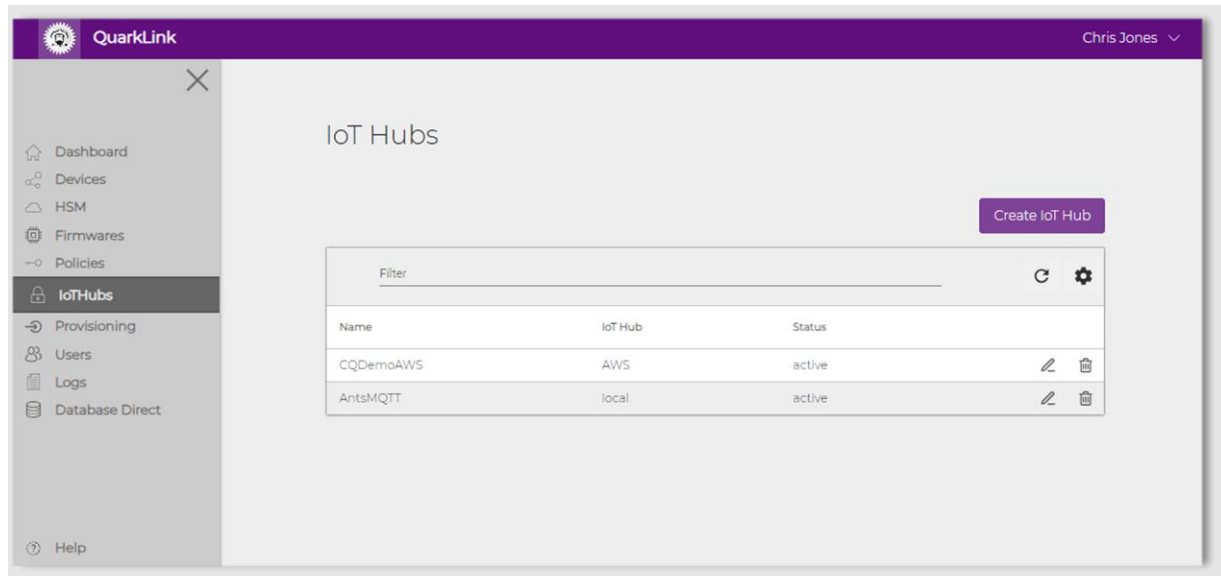 QuarkLink
Chris Jones
Dashboard
Devices
HSM
Firmwares
Policies
IoTHubs
Provisioning
Users
Logs
Database Direct
Help
IoT Hubs
Create IoT Hub
Filter
Name IoT Hub Status
CQDemoAWS AWS active
AntsMQTT local active